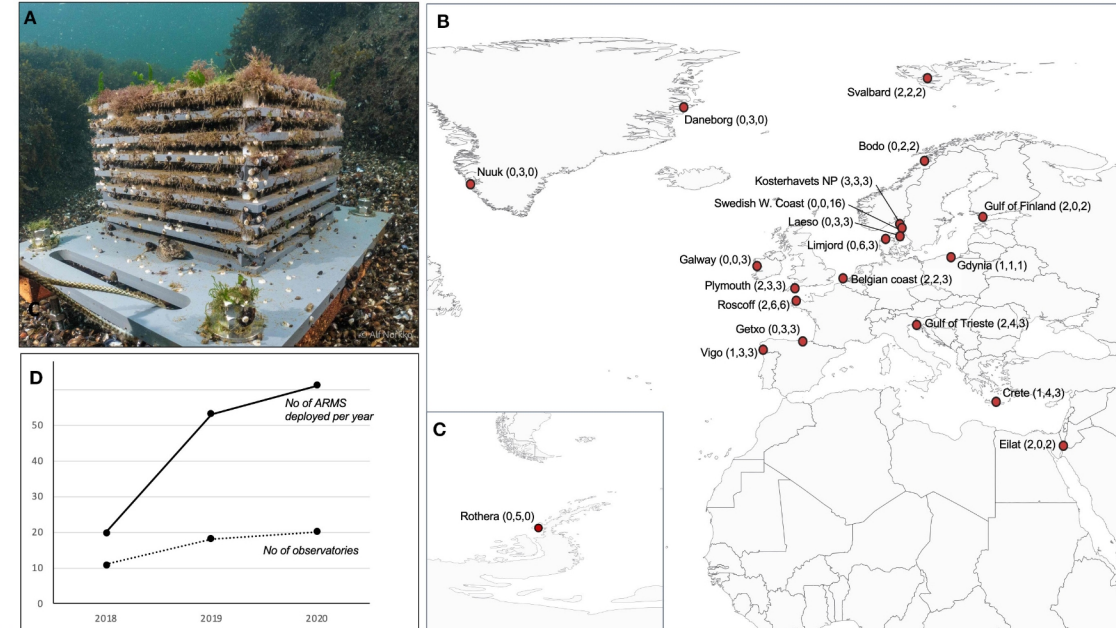 A
C
© Alf Norkko
B
Svalbard (2,2,2)
Daneborg (0,3,0)
Bodo (0,2,2)
Nuuk (0,3,0)
Kosterhavets NP (3,3,3)
Swedish W. Coast (0,0,16)
Gulf of Finland (2,0,2)
Laeso (0,3,3)
Limjord (0,6,3)
Galway (0,0,3)
Gdynia (1,1,1)
Plymouth (2,3,3)
Belgian coast (2,2,3)
Roscoff (2,6,6)
Gulf of Trieste (2,4,3)
Getxo (0,3,3)
Vigo (1,3,3)
Crete (1,4,3)
Eilat (2,0,2)
C
Rothera (0,5,0)
D
No of ARMS
deployed per year
50
40
30
20
No of observatories
10
0
2018 2019 2020